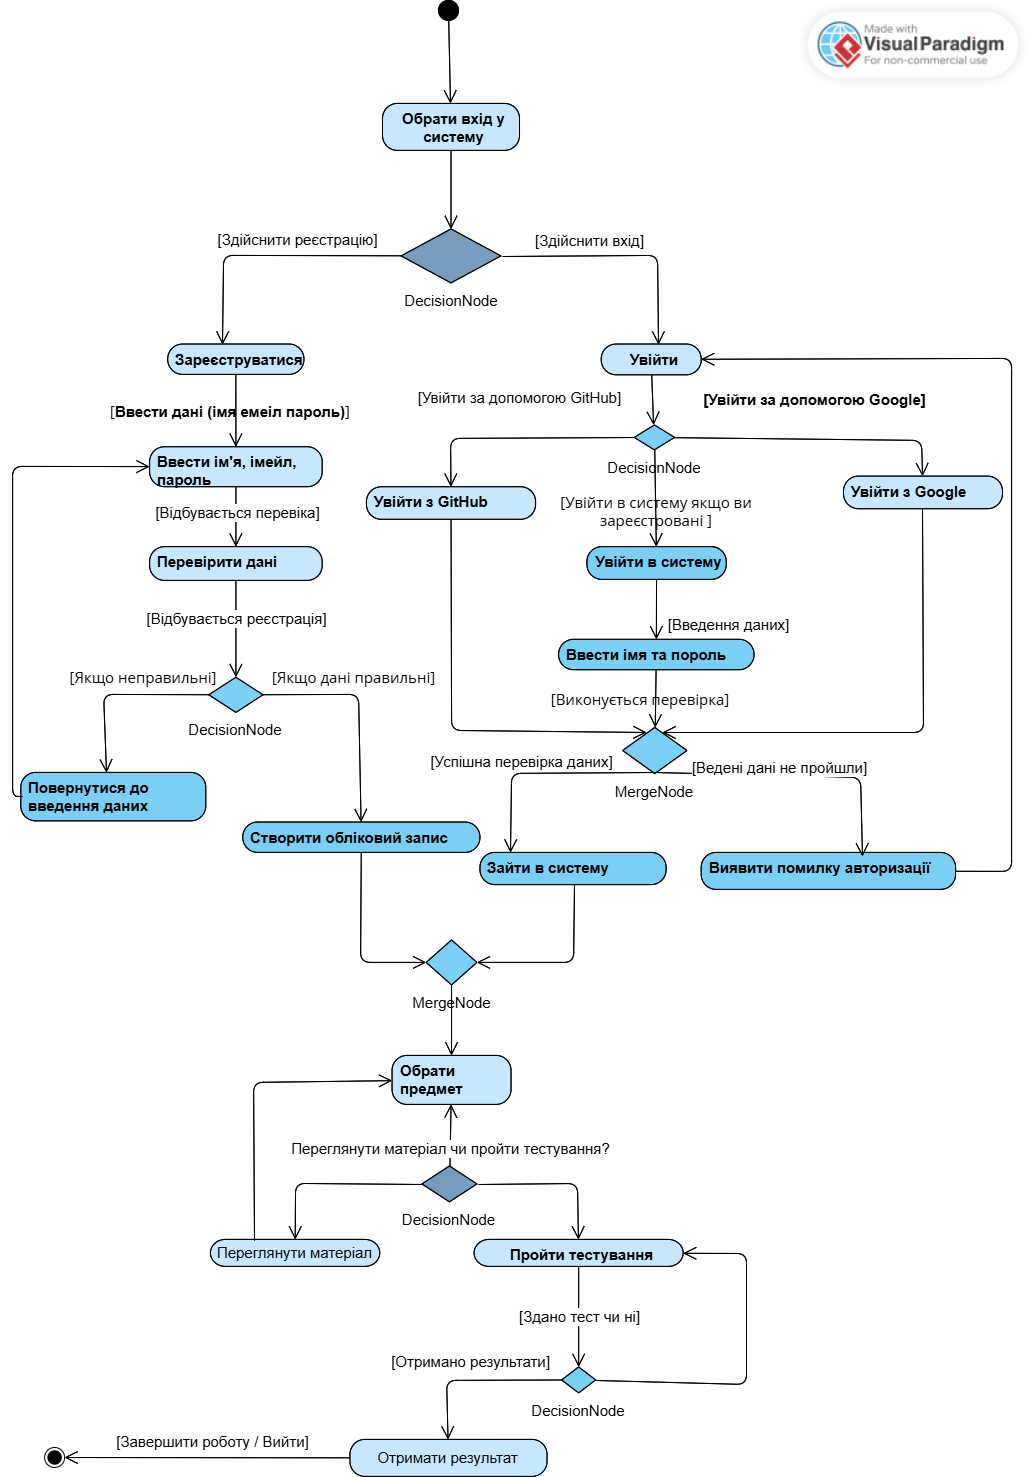 Made with
Visual Paradigm
For non-commercial use
Обрати вхід у
систему
[Здійснити реєстрацію]
[Здійснити вхід]
DecisionNode
Зареєструватися
Увійти
[Ввести дані (імя емеіл пароль)]
[Увійти за допомогою GitHub]
[Увійти за допомогою Google]
DecisionNode
Ввести ім'я, імейл,
пароль
Увійти з GitHub
Увійти з Google
[Відбувається перевіка]
[Увійти в систему якщо ви
зареєстровані ]
Перевірити дані
Увійти в систему
[Відбувається реєстрація]
[Введення даних]
Ввести імя та пороль
[Якщо неправильні]
[Якщо дані правильні]
DecisionNode
[Виконується перевірка]
[Успішна перевірка даних]
[Ведені дані не пройшли]
MergeNode
Повернутися до
введення даних
Створити обліковий запис
Зайти в систему
Виявити помилку авторизації
MergeNode
Обрати
предмет
Переглянути матеріал чи пройти тестування?
DecisionNode
Переглянути матеріал
Пройти тестування
[Здано тест чи ні]
[Отримано результати]
DecisionNode
[Завершити роботу / Вийти]
Отримати результат